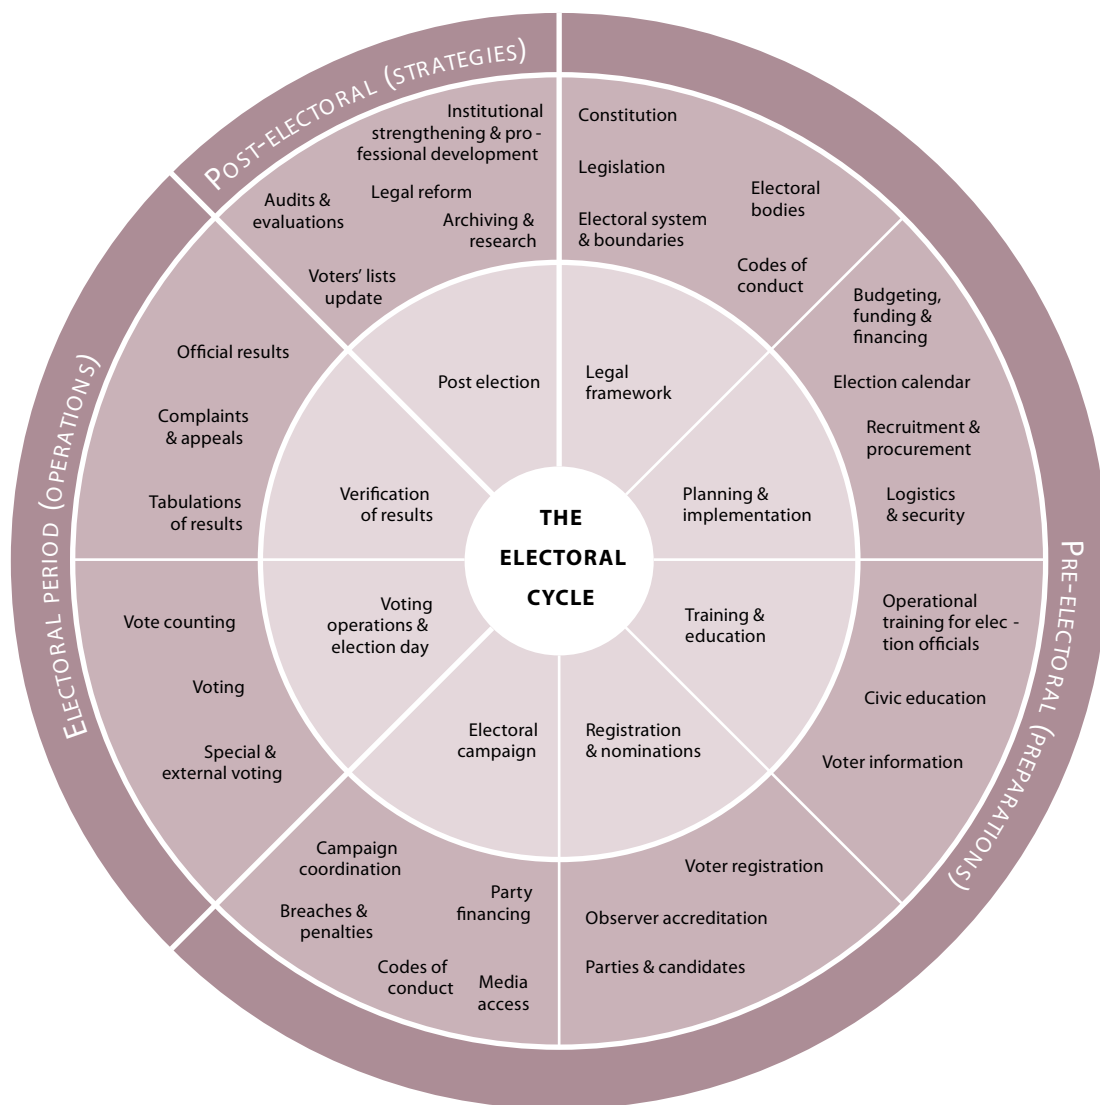 POST-ELECTORAL (STRATEGIES)
ELECTORAL PERIOD (OPERATIONS)
PRE-ELECTORAL (PREPARATIONS)
THE
ELECTORAL
CYCLE
Legal
framework
Constitution
Legislation
Electoral system
& boundaries
Electoral
bodies
Codes of
conduct
Planning &
implementation
Budgeting,
funding &
financing
Election calendar
Recruitment &
procurement
Logistics
& security
Training &
education
Operational
training for elec -
tion officials
Civic education
Voter information
Registration
& nominations
Voter registration
Observer accreditation
Parties & candidates
Electoral
campaign
Campaign
coordination
Party
financing
Breaches &
penalties
Codes of
conduct
Media
access
Voting
operations &
election day
Vote counting
Voting
Special &
external voting
Verification
of results
Official results
Complaints
& appeals
Tabulations
of results
Post election
Institutional
strengthening & pro -
fessional development
Legal reform
Audits &
evaluations
Archiving &
research
Voters’ lists
update